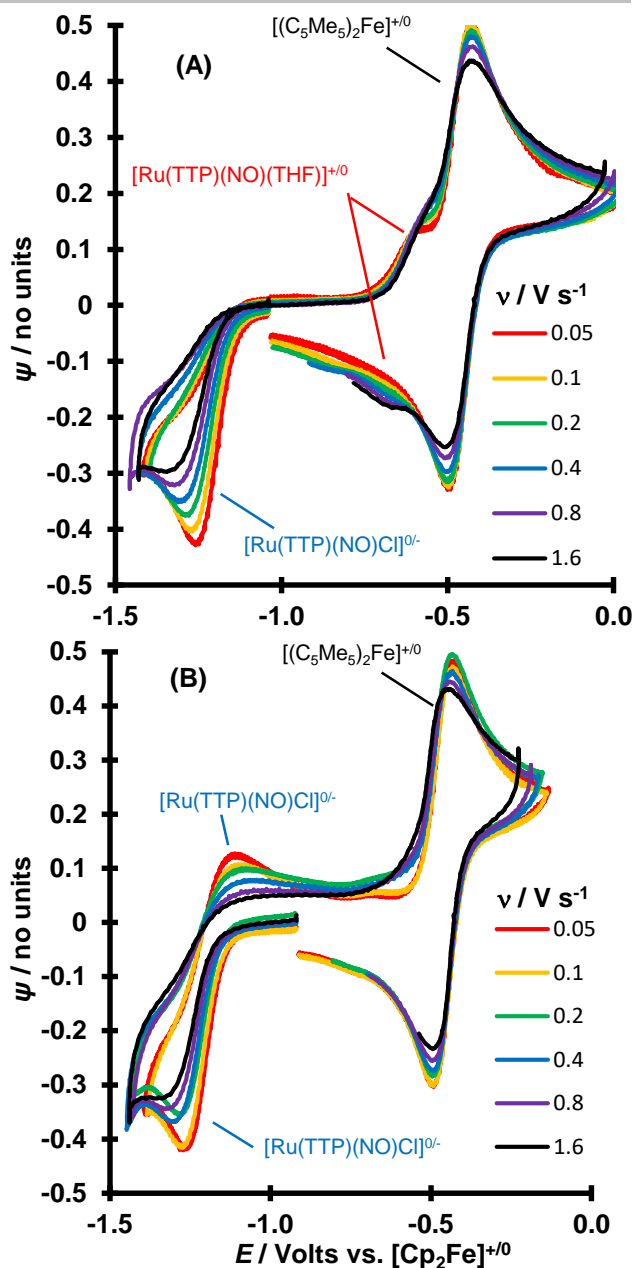 [(C5Me5)2Fe]+/0
(A)
[Ru(TTP)(NO)(THF)]+/0
[Ru(TTP)(NO)Cl]0/-
ν / V s-1
0.05
0.1
0.2
0.4
0.8
1.6
0.5
0.4
0.3
0.2
0.1
0
-0.1
-0.2
-0.3
-0.4
-0.5
ψ / no units
-1.5 -1.0 -0.5 0.0
[(C5Me5)2Fe]+/0
(B)
[Ru(TTP)(NO)Cl]0/-
[Ru(TTP)(NO)Cl]0/-
ν / V s-1
0.05
0.1
0.2
0.4
0.8
1.6
0.5
0.4
0.3
0.2
0.1
0
-0.1
-0.2
-0.3
-0.4
-0.5
ψ / no units
-1.5 -1.0 -0.5 0.0
E / Volts vs. [Cp2Fe]+/0